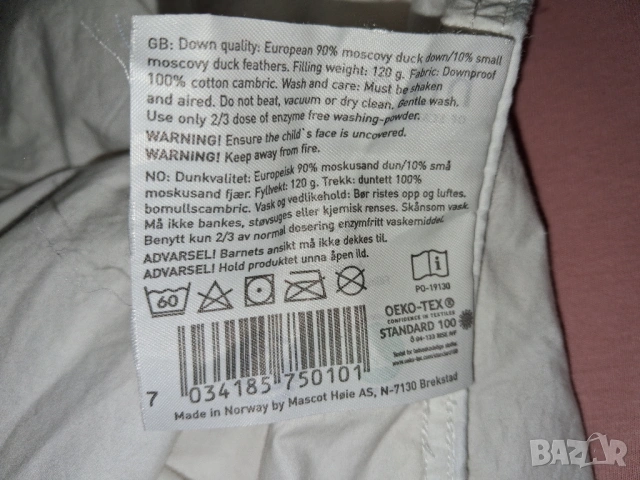 GB: Down quality: European 90% moscovy duck down/10% small
moscovy duck feathers. Filling weight: 120 g. Fabric: Downproof
100% cotton cambric. Wash and care: Must be shaken
and aired. Do not beat, vacuum or dry clean. Gentle wash.
Use only 2/3 dose of enzyme free washing-powder.
WARNING! Ensure the child`s face is uncovered.
WARNING! Keep away from fire.
NO: Dunkvalitet: Europeisk 90% moskusand dun/10% små
moskusand fjær. Fyllvekt: 120 g. Trekk: duntett 100%
bomullscambric. Vask og vedlikehold: Bør ristes opp og luftes.
Må ikke bankes, støvsuges eller kjemisk renses. Skånsom vask.
Benytt kun 2/3 av normal dosering enzymfritt vaskemiddel.
ADVARSEL! Barnets ansikt må ikke dekkes til.
ADVARSEL! Hold produktet unna åpen ild.
60
PO-19130
OEKO-TEX®
CONFIDENCE IN TEXTILES
STANDARD 100
7 034185 750101
Made in Norway by Mascot Høie AS, N-7130 Brekstad
BAZAR